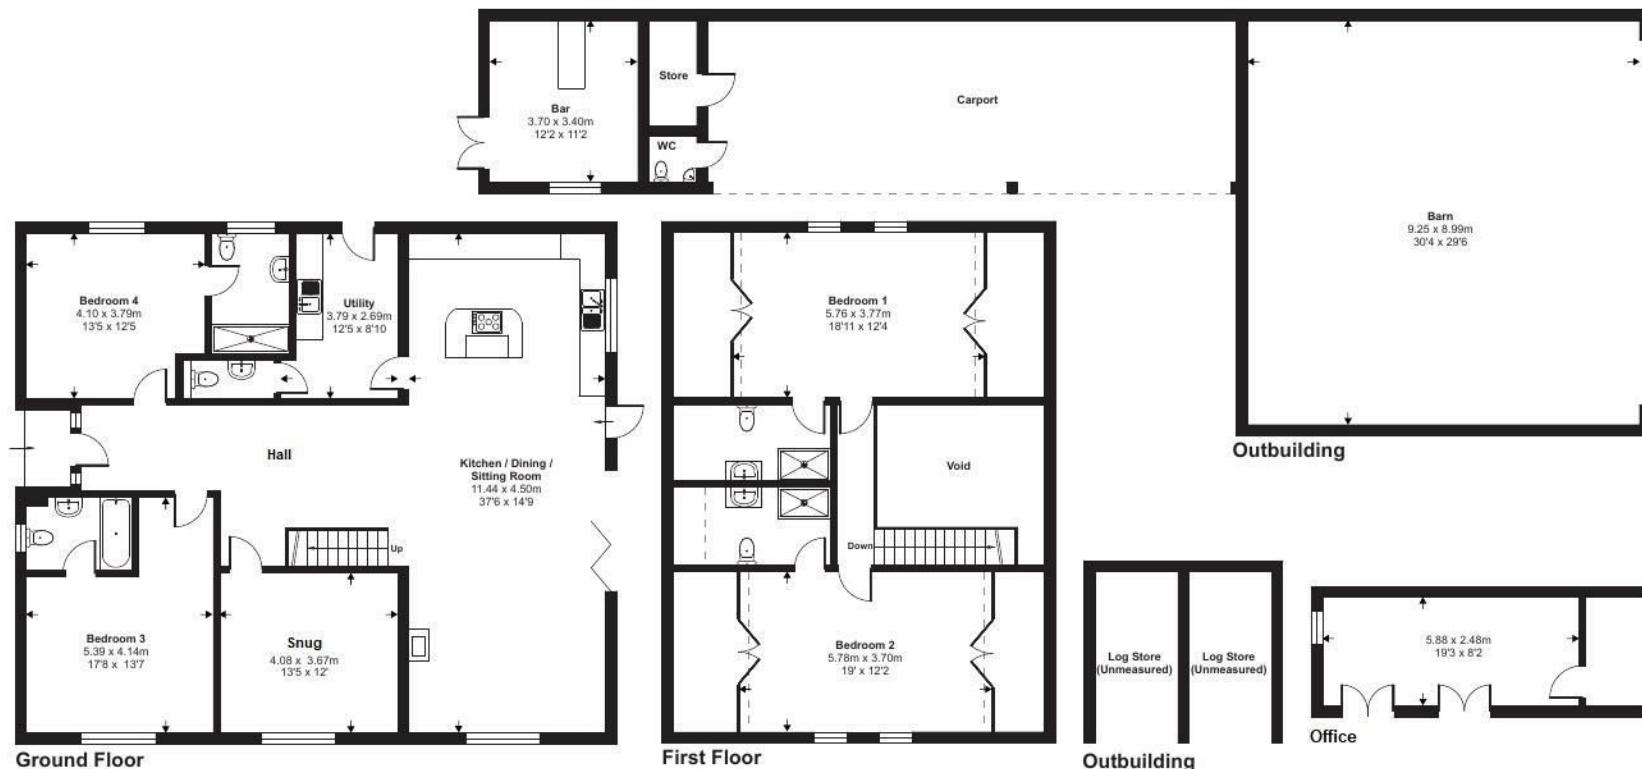 Bar
3.70 x 3.40m
12'2 x 11'2
Store
WC
Carport
Barn
9.25 x 8.99m
30'4 x 29'6
Outbuilding
Bedroom 4
4.10 x 3.79m
13'5 x 12'5
Utility
3.79 x 2.69m
12'5 x 8'10
Hall
Kitchen / Dining /
Sitting Room
11.44 x 4.50m
37'6 x 14'9
Up
Bedroom 3
5.39 x 4.14m
17'8 x 13'7
Snug
4.08 x 3.67m
13'5 x 12'
Ground Floor
Bedroom 1
5.76 x 3.77m
18'11 x 12'4
Void
Down
Bedroom 2
5.78m x 3.70m
19' x 12'2
First Floor
Log Store
(Unmeasured)
Log Store
(Unmeasured)
Outbuilding
5.88 x 2.48m
19'3 x 8'2
Office